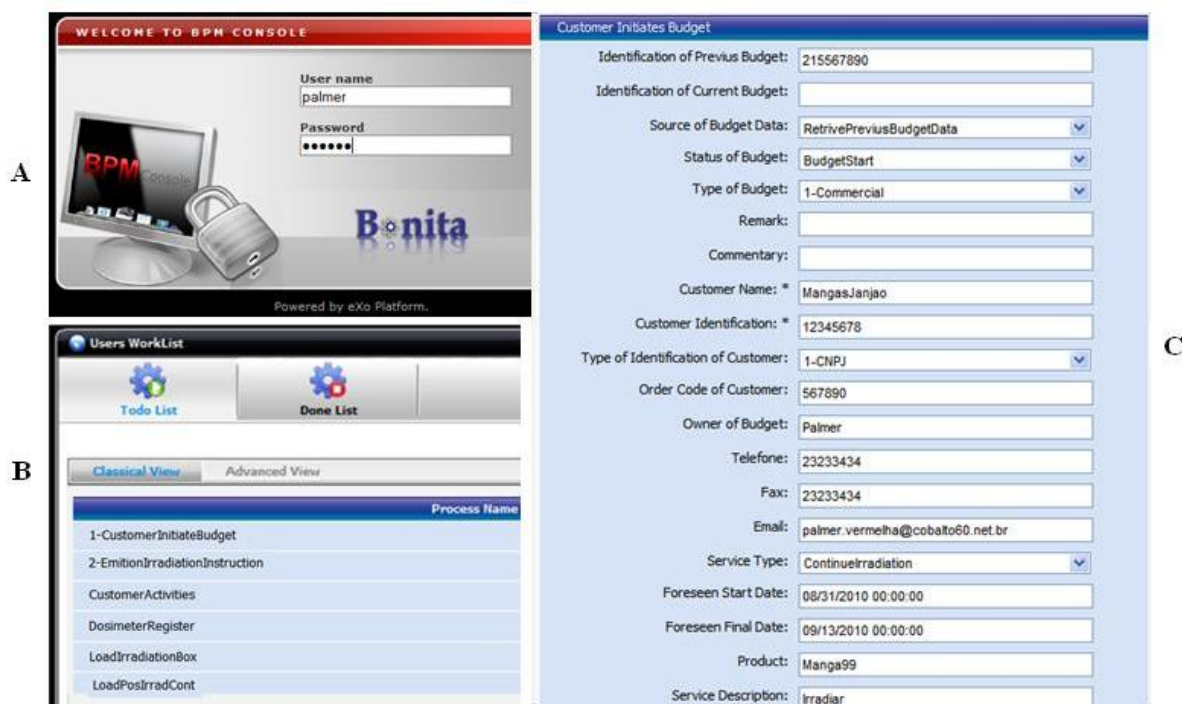 A
WELCOME TO BPM CONSOLE
User name
palmer
Password
••••••
BPM Console
Bonita
Powered by eXo Platform.
B
Users WorkList
Todo List
Done List
Classical View
Advanced View
Process Name
1-CustomerInitiateBudget
2-EmitionIrradiationInstruction
CustomerActivities
DosimeterRegister
LoadIrradiationBox
LoadPosIrradCont
C
Customer Initiates Budget
Identification of Previus Budget: 215567890
Identification of Current Budget:
Source of Budget Data: RetrivePreviusBudgetData
Status of Budget: BudgetStart
Type of Budget: 1-Commercial
Remark:
Commentary:
Customer Name: * MangasJanjao
Customer Identification: * 12345678
Type of Identification of Customer: 1-CNPJ
Order Code of Customer: 567890
Owner of Budget: Palmer
Telefone: 23233434
Fax: 23233434
Email: palmer.vermelha@cobalto60.net.br
Service Type: ContinueIrradiation
Foreseen Start Date: 08/31/2010 00:00:00
Foreseen Final Date: 09/13/2010 00:00:00
Product: Manga99
Service Description: Irradiar